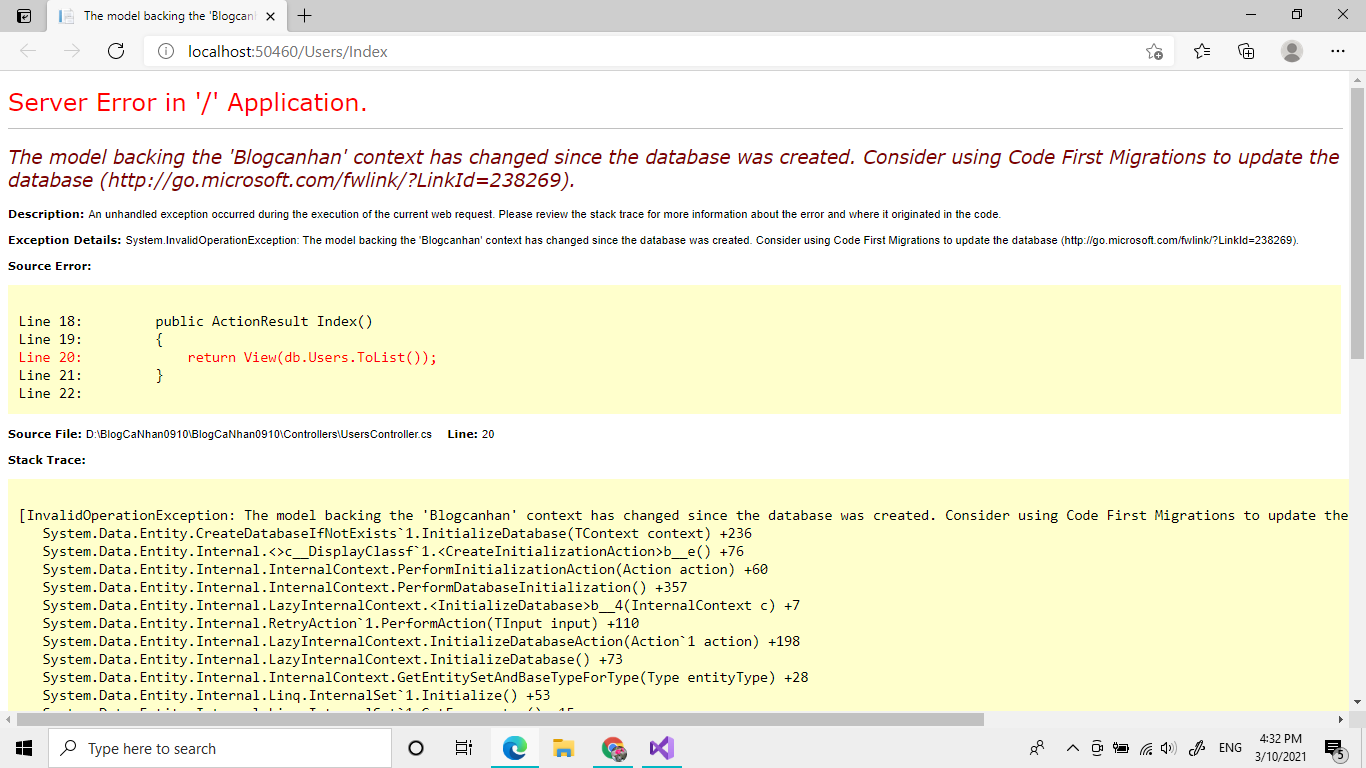 The model backing the 'Blogcanh
localhost:50460/Users/Index
Server Error in '/' Application.
The model backing the 'Blogcanhan' context has changed since the database was created. Consider using Code First Migrations to update the
database (http://go.microsoft.com/fwlink/?LinkId=238269).
Description: An unhandled exception occurred during the execution of the current web request. Please review the stack trace for more information about the error and where it originated in the code.
Exception Details: System.InvalidOperationException: The model backing the 'Blogcanhan' context has changed since the database was created. Consider using Code First Migrations to update the database (http://go.microsoft.com/fwlink/?LinkId=238269).
Source Error:
Line 18:         public ActionResult Index()
Line 19:         {
Line 20:             return View(db.Users.ToList());
Line 21:         }
Line 22:
Source File: D:\BlogCaNhan0910\BlogCaNhan0910\Controllers\UsersController.cs    Line: 20
Stack Trace:
[InvalidOperationException: The model backing the 'Blogcanhan' context has changed since the database was created. Consider using Code First Migrations to update the
System.Data.Entity.CreateDatabaseIfNotExists`1.InitializeDatabase(TContext context) +236
System.Data.Entity.Internal.<>c__DisplayClassf`1.<CreateInitializationAction>b__e() +76
System.Data.Entity.Internal.InternalContext.PerformInitializationAction(Action action) +60
System.Data.Entity.Internal.InternalContext.PerformDatabaseInitialization() +357
System.Data.Entity.Internal.LazyInternalContext.<InitializeDatabase>b__4(InternalContext c) +7
System.Data.Entity.Internal.RetryAction`1.PerformAction(TInput input) +110
System.Data.Entity.Internal.LazyInternalContext.InitializeDatabaseAction(Action`1 action) +198
System.Data.Entity.Internal.LazyInternalContext.InitializeDatabase() +73
System.Data.Entity.Internal.InternalContext.GetEntitySetAndBaseTypeForType(Type entityType) +28
System.Data.Entity.Internal.Linq.InternalSet`1.Initialize() +53
Type here to search
ENG
4:32 PM
3/10/2021
5